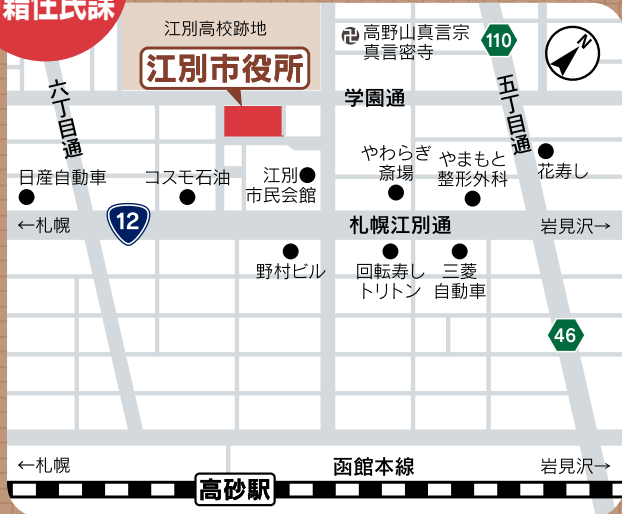 籍住民課
江別高校跡地
江別市役所
高野山真言宗
真言密寺
110
N
六丁目通
学園通
五丁目通
日産自動車
コスモ石油
江別
市民会館
やわらぎ
斎場
やまもと
整形外科
花寿し
←札幌
12
札幌江別通
岩見沢→
野村ビル
回転寿し
トリトン
三菱
自動車
46
←札幌
函館本線
岩見沢→
高砂駅